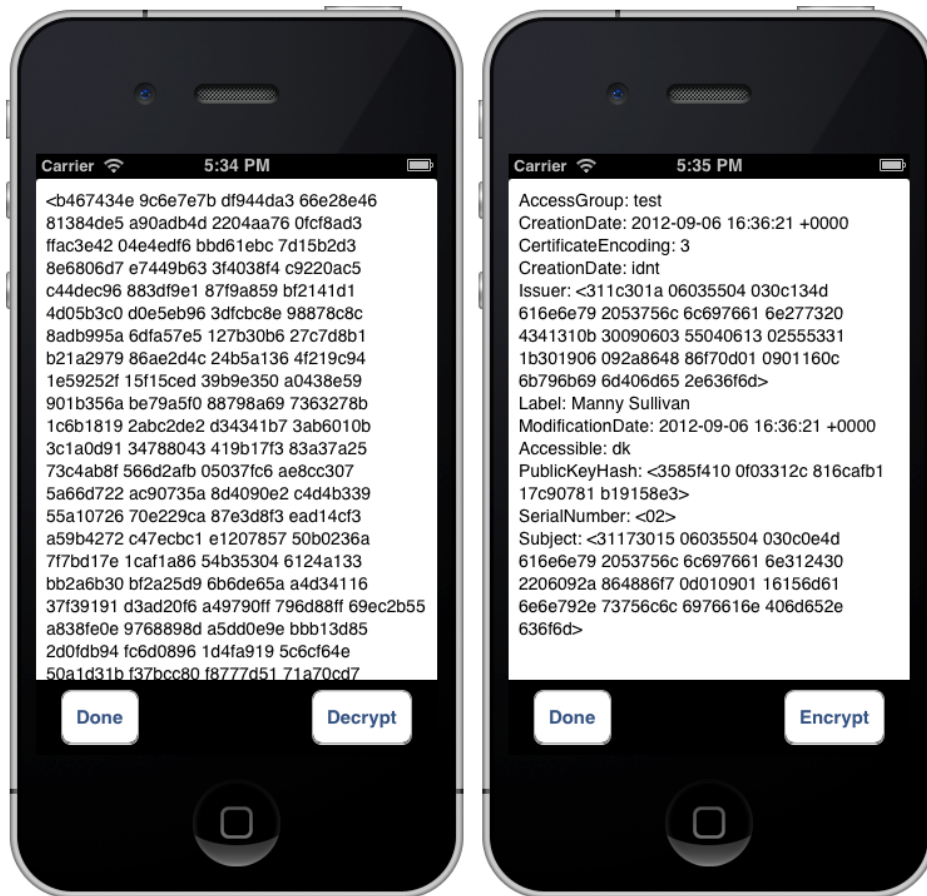 Carrier
5:34 PM
<b467434e 9c6e7e7b df944da3 66e28e46
81384de5 a90adb4d 2204aa76 0fcf8ad3
ffac3e42 04e4edf6 bbd61ebc 7d15b2d3
8e6806d7 e7449b63 3f4038f4 c9220ac5
c44dec96 883df9e1 87f9a859 bf2141d1
4d05b3c0 d0e5eb96 3dfcbc8e 98878c8c
8adb995a 6dfa57e5 127b30b6 27c7d8b1
b21a2979 86ae2d4c 24b5a136 4f219c94
1e59252f 15f15ced 39b9e350 a0438e59
901b356a be79a5f0 88798a69 7363278b
1c6b1819 2abc2de2 d34341b7 3ab6010b
3c1a0d91 34788043 419b17f3 83a37a25
73c4ab8f 566d2afb 05037fc6 ae8cc307
5a66d722 ac90735a 8d4090e2 c4d4b339
55a10726 70e229ca 87e3d8f3 ead14cf3
a59b4272 c47ecbc1 e1207857 50b0236a
7f7bd17e 1caf1a86 54b35304 6124a133
bb2a6b30 bf2a25d9 6b6de65a a4d34116
37f39191 d3ad20f6 a49790ff 796d88ff 69ec2b55
a838fe0e 9768898d a5dd0e9e bbb13d85
2d0fdb94 fc6d0896 1d4fa919 5c6cf64e
50a1d31b f37bcc80 f8777d51 71a70cd7
Done
Decrypt
Carrier
5:35 PM
AccessGroup: test
CreationDate: 2012-09-06 16:36:21 +0000
CertificateEncoding: 3
CreationDate: idnt
Issuer: <311c301a 06035504 030c134d
616e6e79 2053756c 6c697661 6e277320
4341310b 30090603 55040613 02555331
1b301906 092a8648 86f70d01 0901160c
6b796b69 6d406d65 2e636f6d>
Label: Manny Sullivan
ModificationDate: 2012-09-06 16:36:21 +0000
Accessible: dk
PublicKeyHash: <3585f410 0f03312c 816cafb1
17c90781 b19158e3>
SerialNumber: <02>
Subject: <31173015 06035504 030c0e4d
616e6e79 2053756c 6c697661 6e312430
2206092a 864886f7 0d010901 16156d61
6e6e792e 73756c6c 6976616e 406d652e
636f6d>
Done
Encrypt